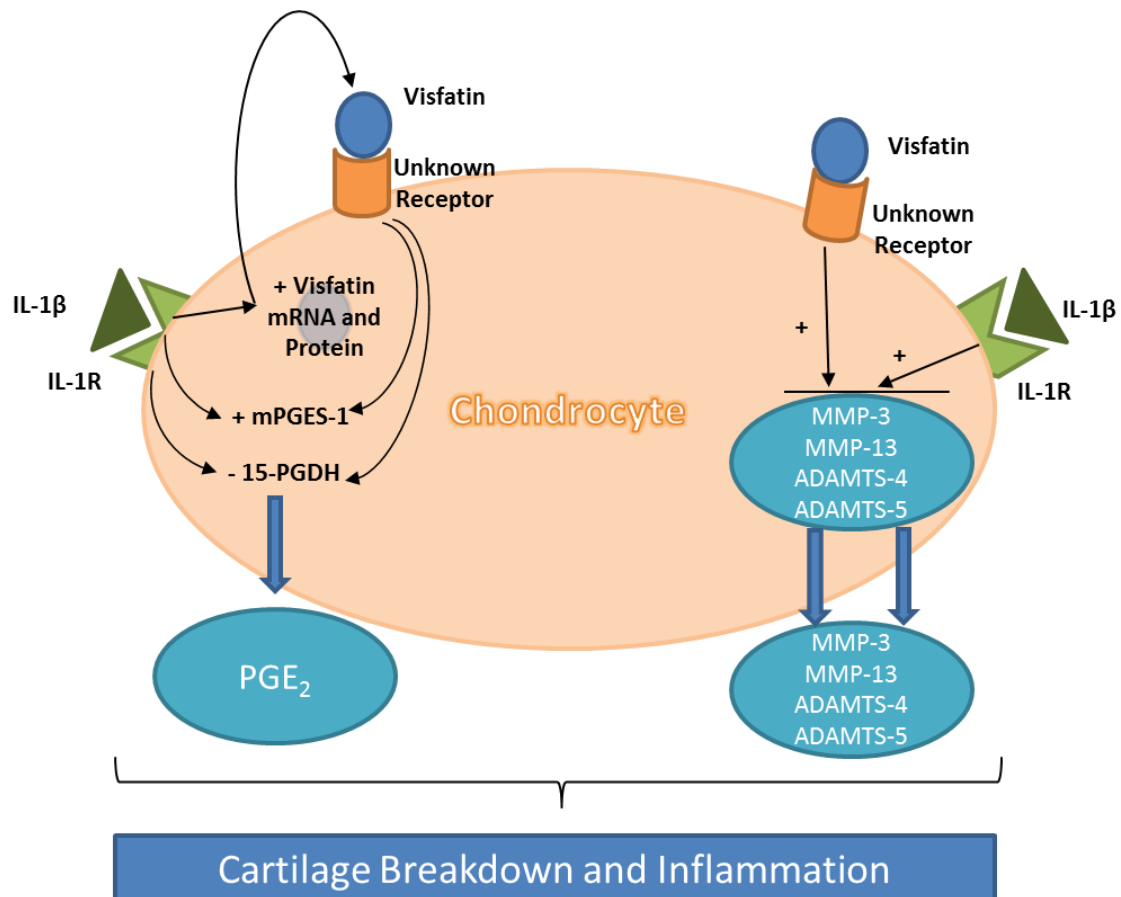 Visfatin
Unknown
Receptor
IL-1β
IL-1R
+ Visfatin
mRNA and
Protein
+ mPGES-1
- 15-PGDH
PGE₂
Chondrocyte
Visfatin
Unknown
Receptor
IL-1β
IL-1R
+
+
MMP-3
MMP-13
ADAMTS-4
ADAMTS-5
MMP-3
MMP-13
ADAMTS-4
ADAMTS-5
Cartilage Breakdown and Inflammation